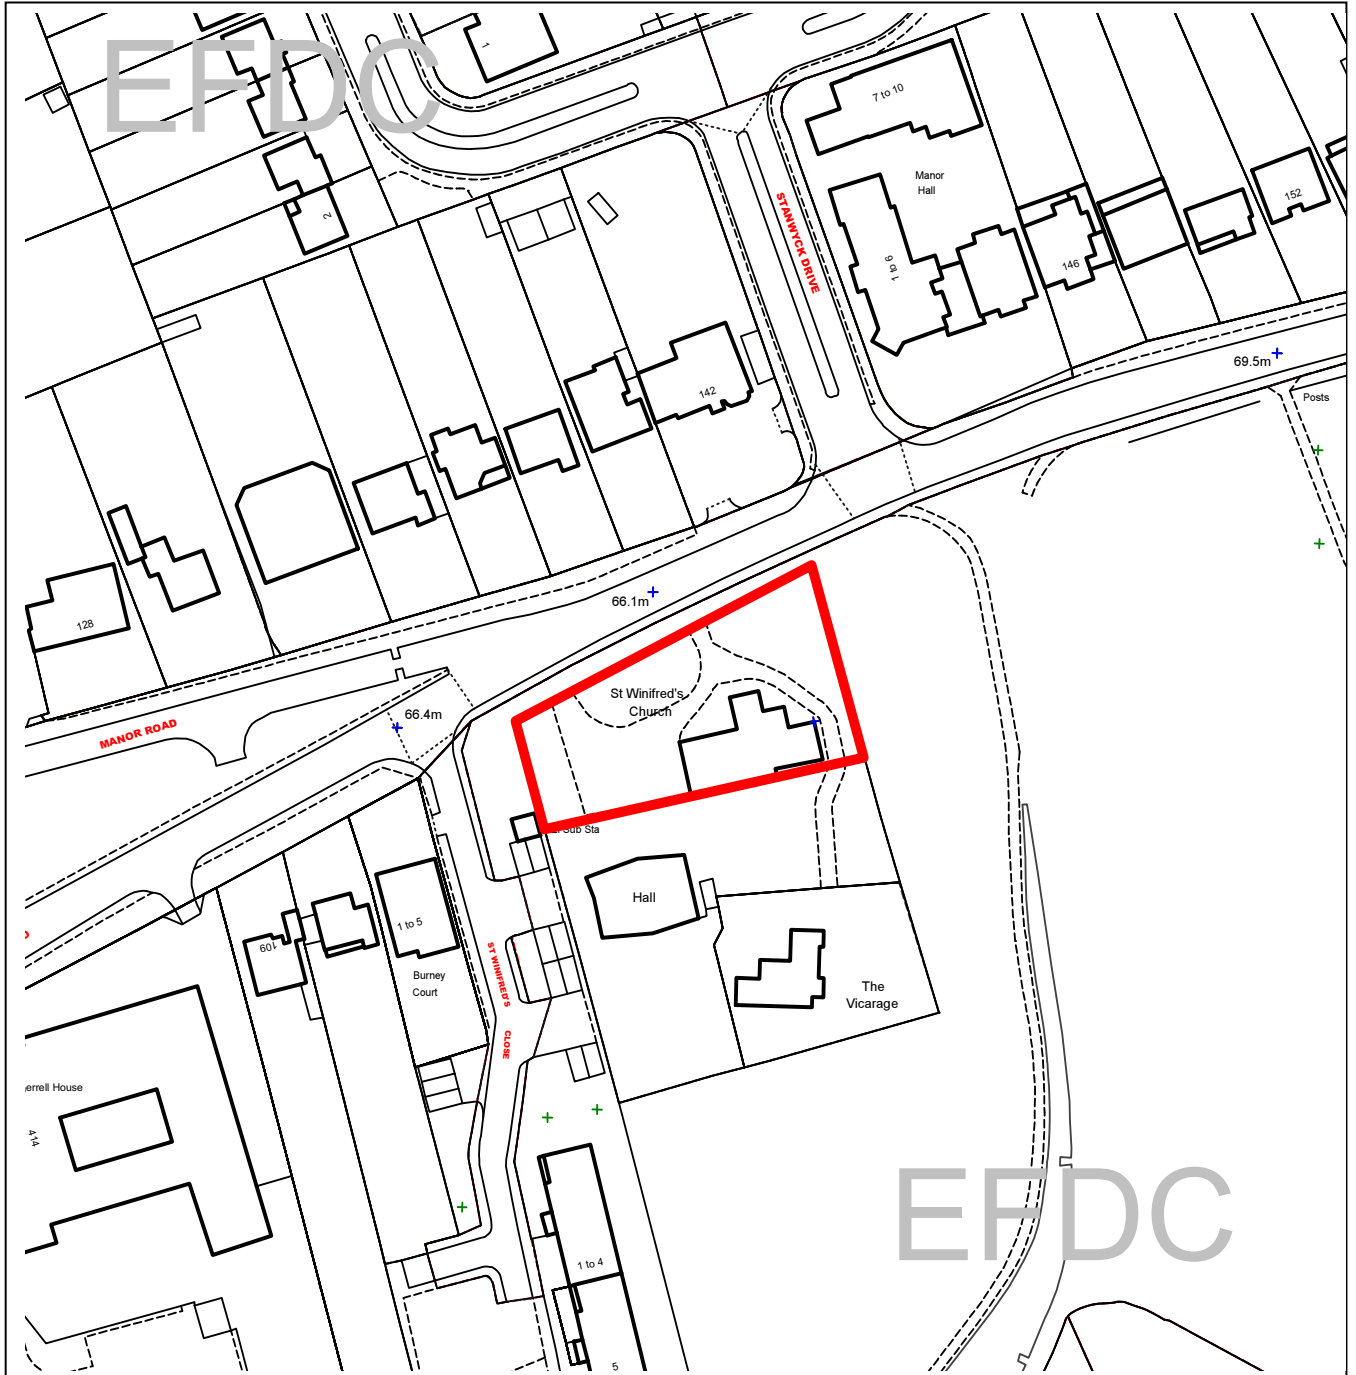 EFDC
1
7 to 10
Manor
Hall
2
STANWYCK DRIVE
1 to 6
152
146
69.5m
Posts
142
66.1m
128
St Winifred's
Church
66.4m
MANOR ROAD
Sub Sta
Hall
1 to 5
109
Burney
Court
ST WINIFRED'S
CLOSE
The
Vicarage
errell House
414
EFDC
1 to 4
5